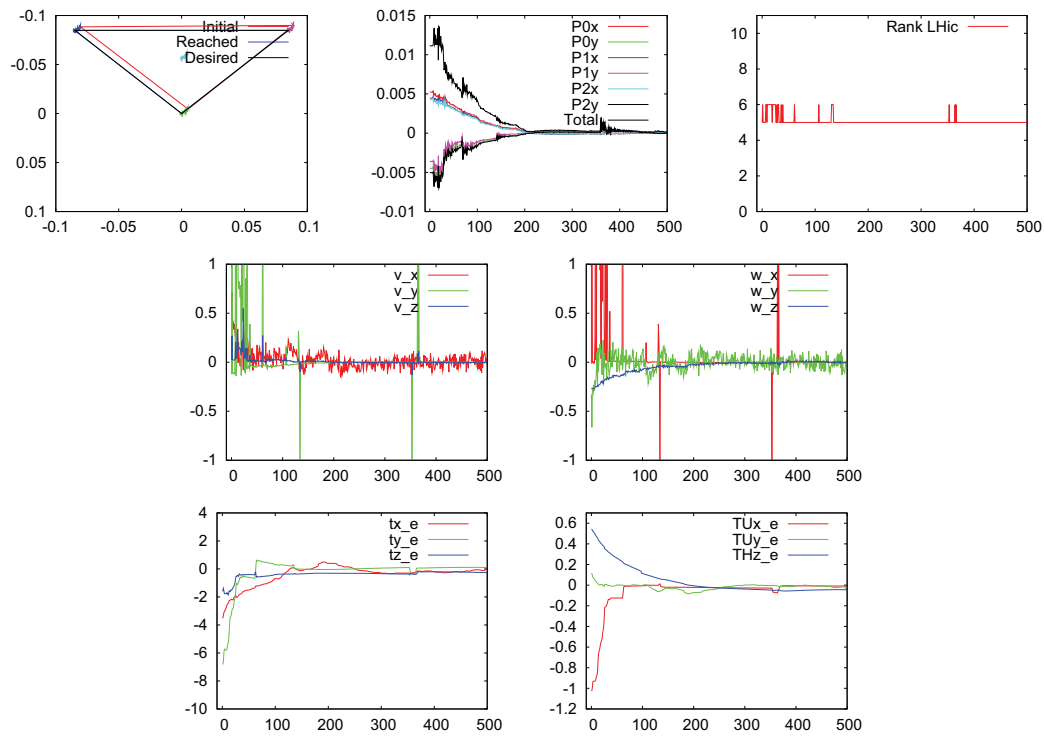 -0.1
-0.05
0
0.05
0.1
-0.1 -0.05 0 0.05 0.1
Initial
Reached
Desired
0.015
0.01
0.005
0
-0.005
-0.01
0 100 200 300 400 500
P0x
P0y
P1x
P1y
P2x
P2y
Total
10
8
6
4
2
0
0 100 200 300 400 500
Rank LHic
1
0.5
0
-0.5
-1
0 100 200 300 400 500
v_x
v_y
v_z
1
0.5
0
-0.5
-1
0 100 200 300 400 500
w_x
w_y
w_z
4
2
0
-2
-4
-6
-8
-10
0 100 200 300 400 500
tx_e
ty_e
tz_e
0.6
0.4
0.2
0
-0.2
-0.4
-0.6
-0.8
-1
-1.2
0 100 200 300 400 500
TUx_e
TUy_e
THz_e